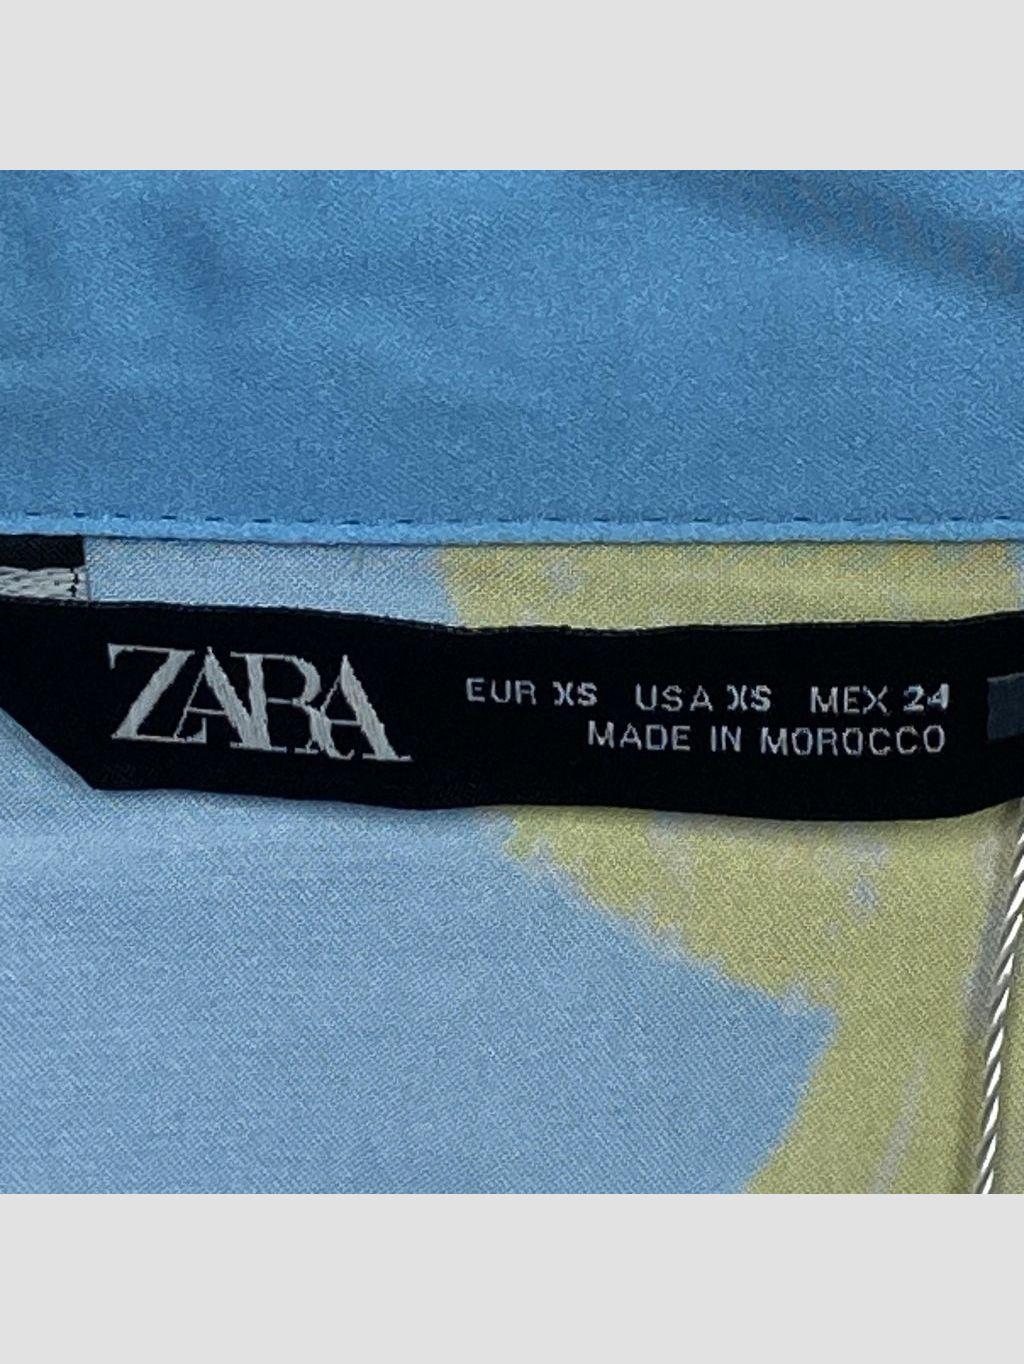 ZARA
EUR XS USA XS MEX 24
MADE IN MOROCCO